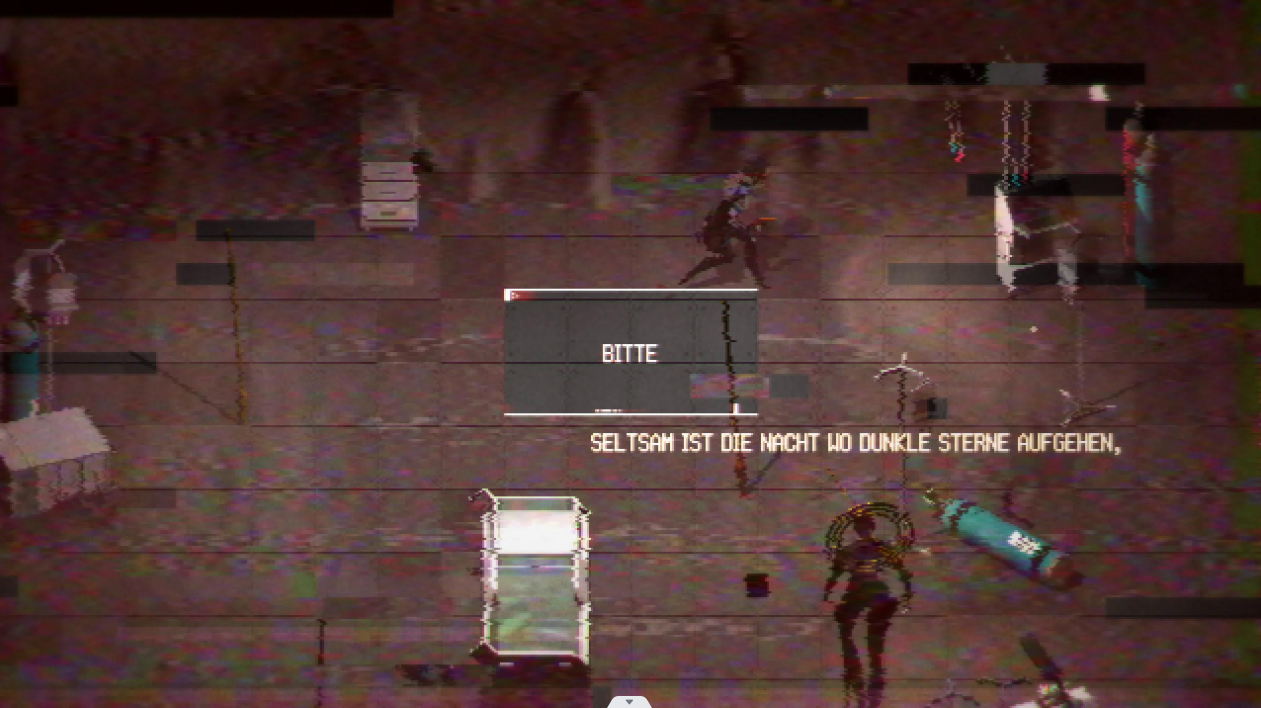 BITTE
SELTSAM IST DIE NACHT WO DUNKLE STERNE AUFGEHEN,